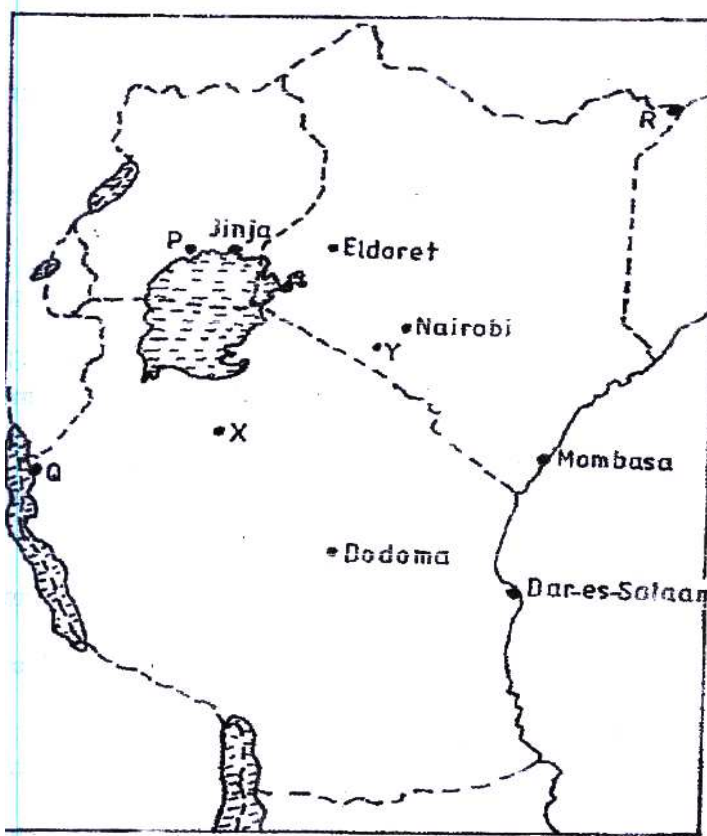 R
P
Jinja
Eldoret
Nairobi
Y
X
Q
Mombasa
Dodoma
Dar-es-Salaam